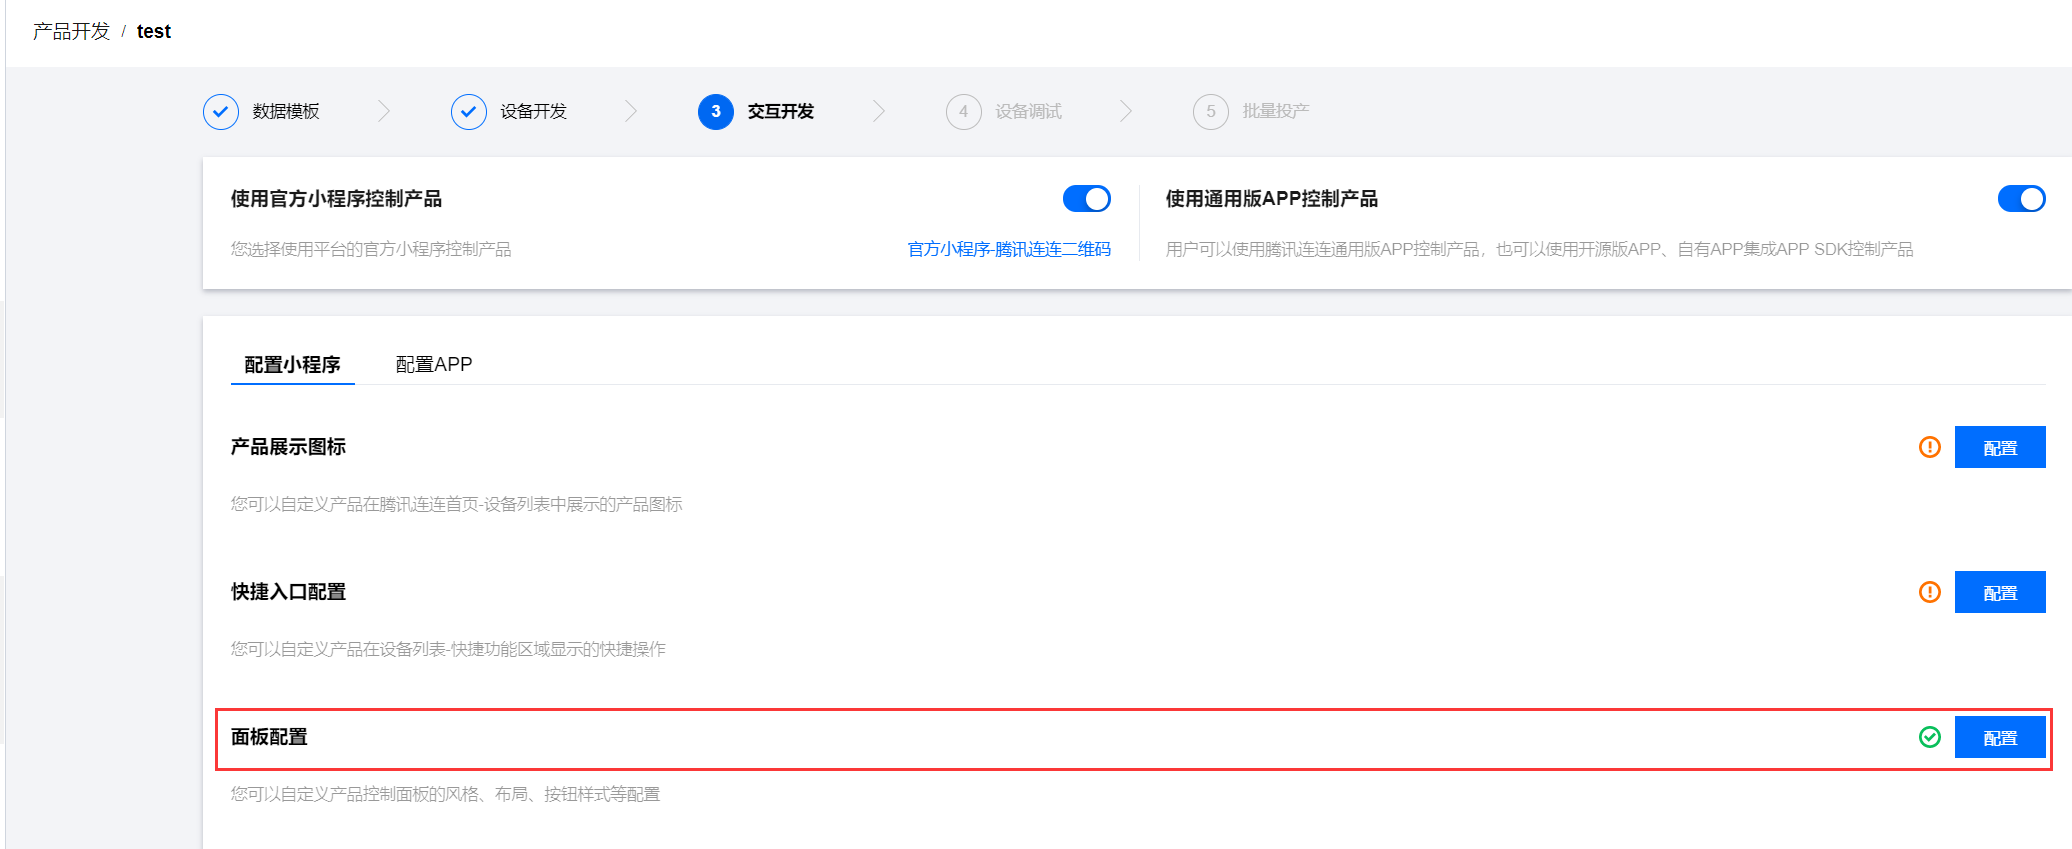 产品开发 / test
数据模板 设备开发 3 交互开发 4 设备调试 5 批量投产
使用官方小程序控制产品
您选择使用平台的官方小程序控制产品 官方小程序-腾讯连连二维码
使用通用版APP控制产品
用户可以使用腾讯连连通用版APP控制产品，也可以使用开源版APP、自有APP集成APP SDK控制产品
配置小程序 配置APP
产品展示图标 配置
您可以自定义产品在腾讯连连首页-设备列表中展示的产品图标
快捷入口配置 配置
您可以自定义产品在设备列表-快捷功能区域显示的快捷操作
面板配置 配置
您可以自定义产品控制面板的风格、布局、按钮样式等配置